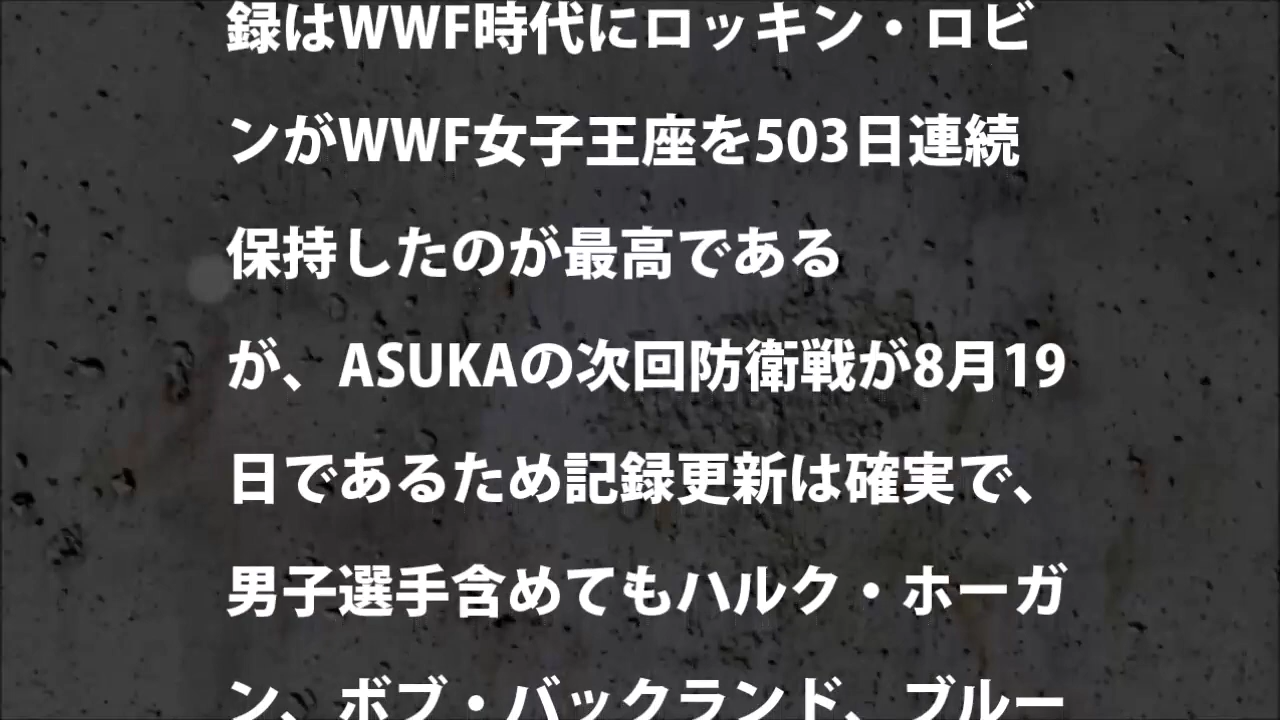 録はWWF時代にロッキン・ロビ
ンがWWF女子王座を503日連続
保持したのが最高である
が、ASUKAの次回防衛戦が8月19
日であるため記録更新は確実で、
男子選手含めてもハルク・ホーガ
ン、ボブ・バックランド、ブルー